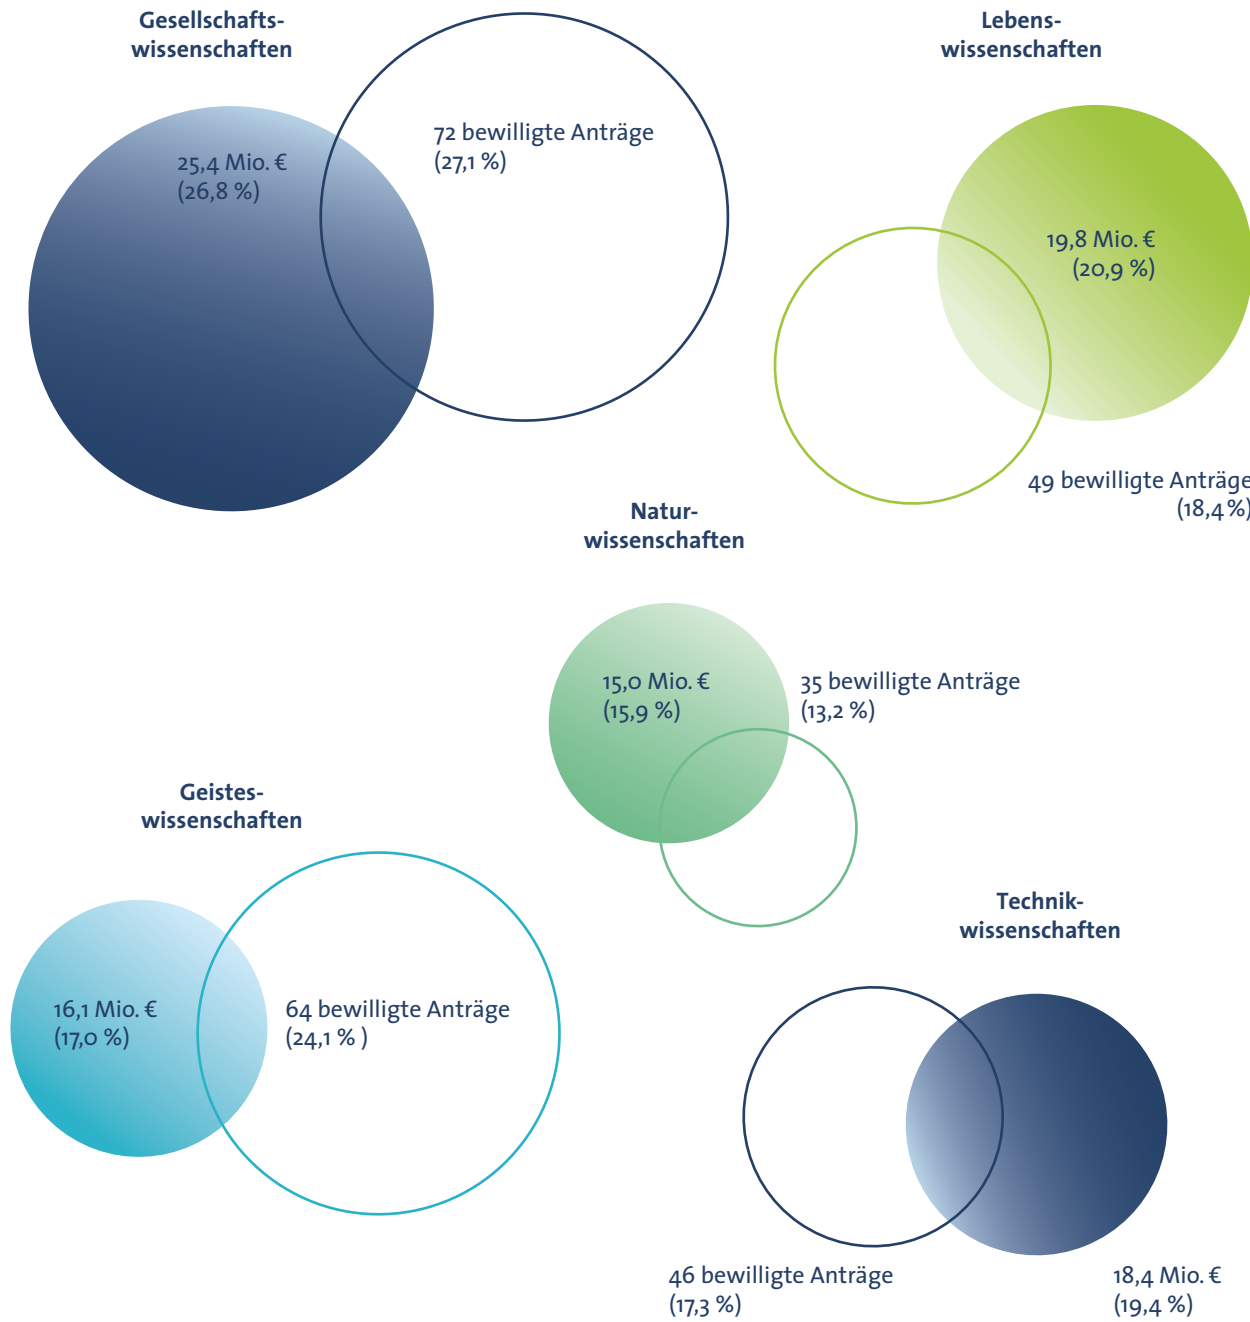 Gesellschafts-
wissenschaften
25,4 Mio. €
(26,8 %)
72 bewilligte Anträge
(27,1 %)
Lebens-
wissenschaften
19,8 Mio. €
(20,9 %)
49 bewilligte Anträge
(18,4 %)
Natur-
wissenschaften
15,0 Mio. €
(15,9 %)
35 bewilligte Anträge
(13,2 %)
Geistes-
wissenschaften
16,1 Mio. €
(17,0 %)
64 bewilligte Anträge
(24,1 % )
Technik-
wissenschaften
46 bewilligte Anträge
(17,3 %)
18,4 Mio. €
(19,4 %)